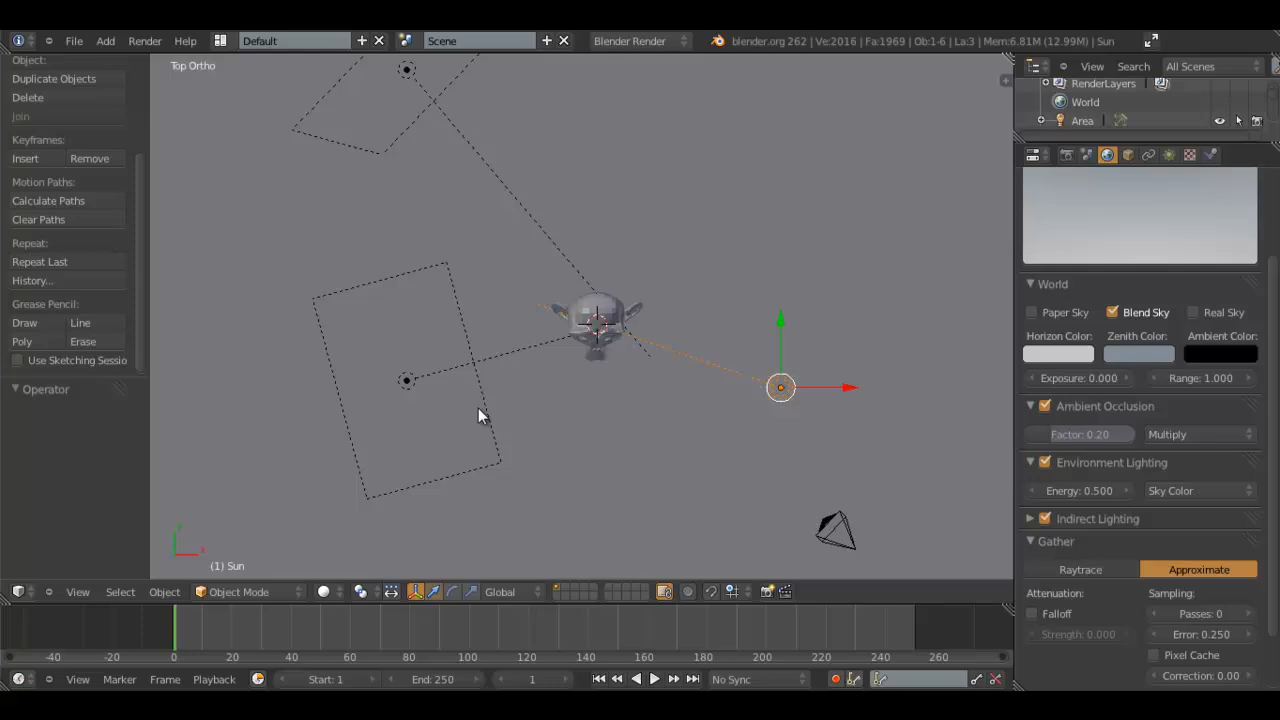 File Add Render Help Default Scene Blender Render blender.org 262 | Ve:2016 | Fa:1969 | Ob:1-6 | La:3 | Mem:6.81M (12.99M) | Sun
Object:
Duplicate Objects
Delete
Join
Keyframes:
Insert Remove
Motion Paths:
Calculate Paths
Clear Paths
Repeat:
Repeat Last
History...
Grease Pencil:
Draw Line
Poly Erase
Use Sketching Sessio
Operator
Top Ortho
y
x
(1) Sun
View Select Object Object Mode Global
-40 -20 0 20 40 60 80 100 120 140 160 180 200 220 240 260
View Marker Frame Playback Start: 1 End: 250 1 No Sync
View Search All Scenes
RenderLayers
World
Area
World
Paper Sky Blend Sky Real Sky
Horizon Color: Zenith Color: Ambient Color:
Exposure: 0.000 Range: 1.000
Ambient Occlusion
Factor: 0.20 Multiply
Environment Lighting
Energy: 0.500 Sky Color
Indirect Lighting
Gather
Raytrace Approximate
Attenuation: Sampling:
Falloff Passes: 0
Strength: 0.000 Error: 0.250
Pixel Cache
Correction: 0.00